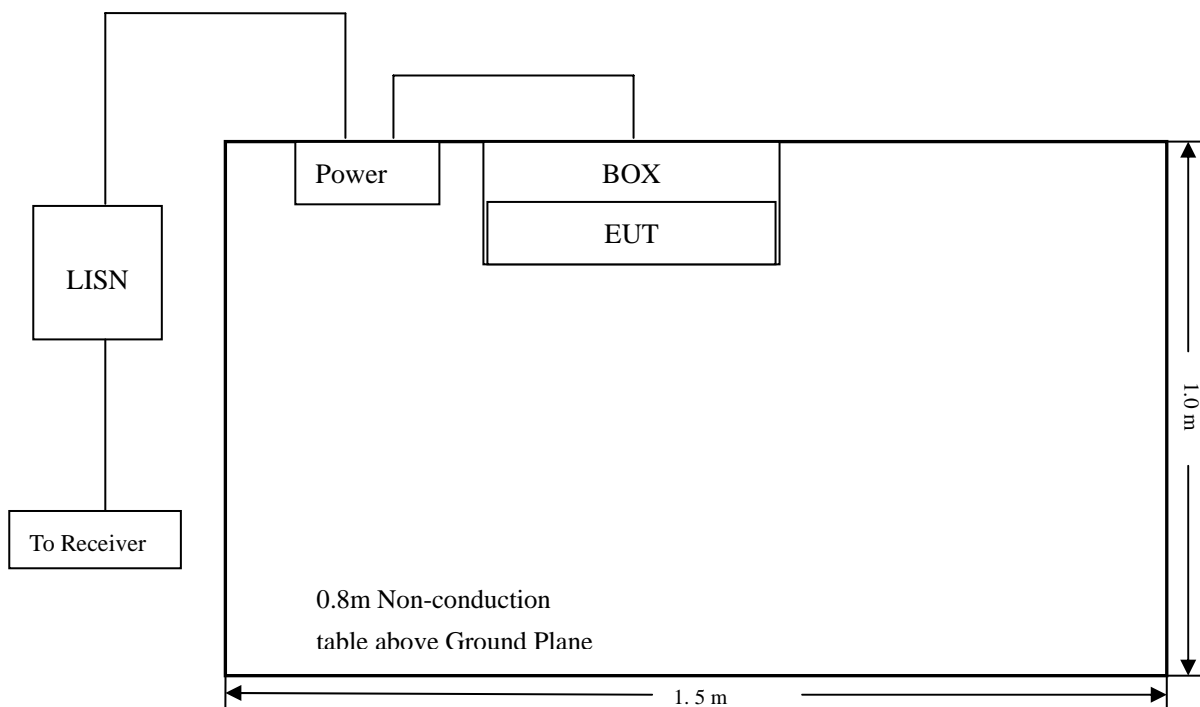 Power
BOX
EUT
LISN
1.0 m
To Receiver
0.8m Non-conduction
table above Ground Plane
1. 5 m